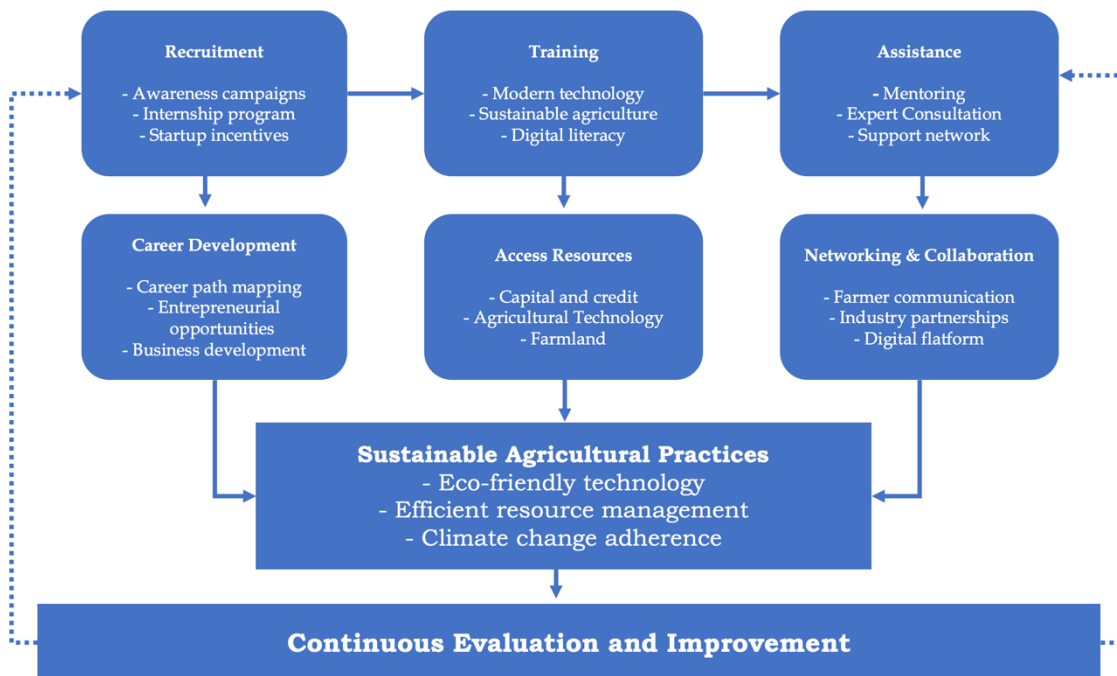 Recruitment
- Awareness campaigns
- Internship program
- Startup incentives
Training
- Modern technology
- Sustainable agriculture
- Digital literacy
Assistance
- Mentoring
- Expert Consultation
- Support network
Career Development
- Career path mapping
- Entrepreneurial
opportunities
- Business development
Access Resources
- Capital and credit
- Agricultural Technology
- Farmland
Networking & Collaboration
- Farmer communication
- Industry partnerships
- Digital flatform
Sustainable Agricultural Practices
- Eco-friendly technology
- Efficient resource management
- Climate change adherence
Continuous Evaluation and Improvement